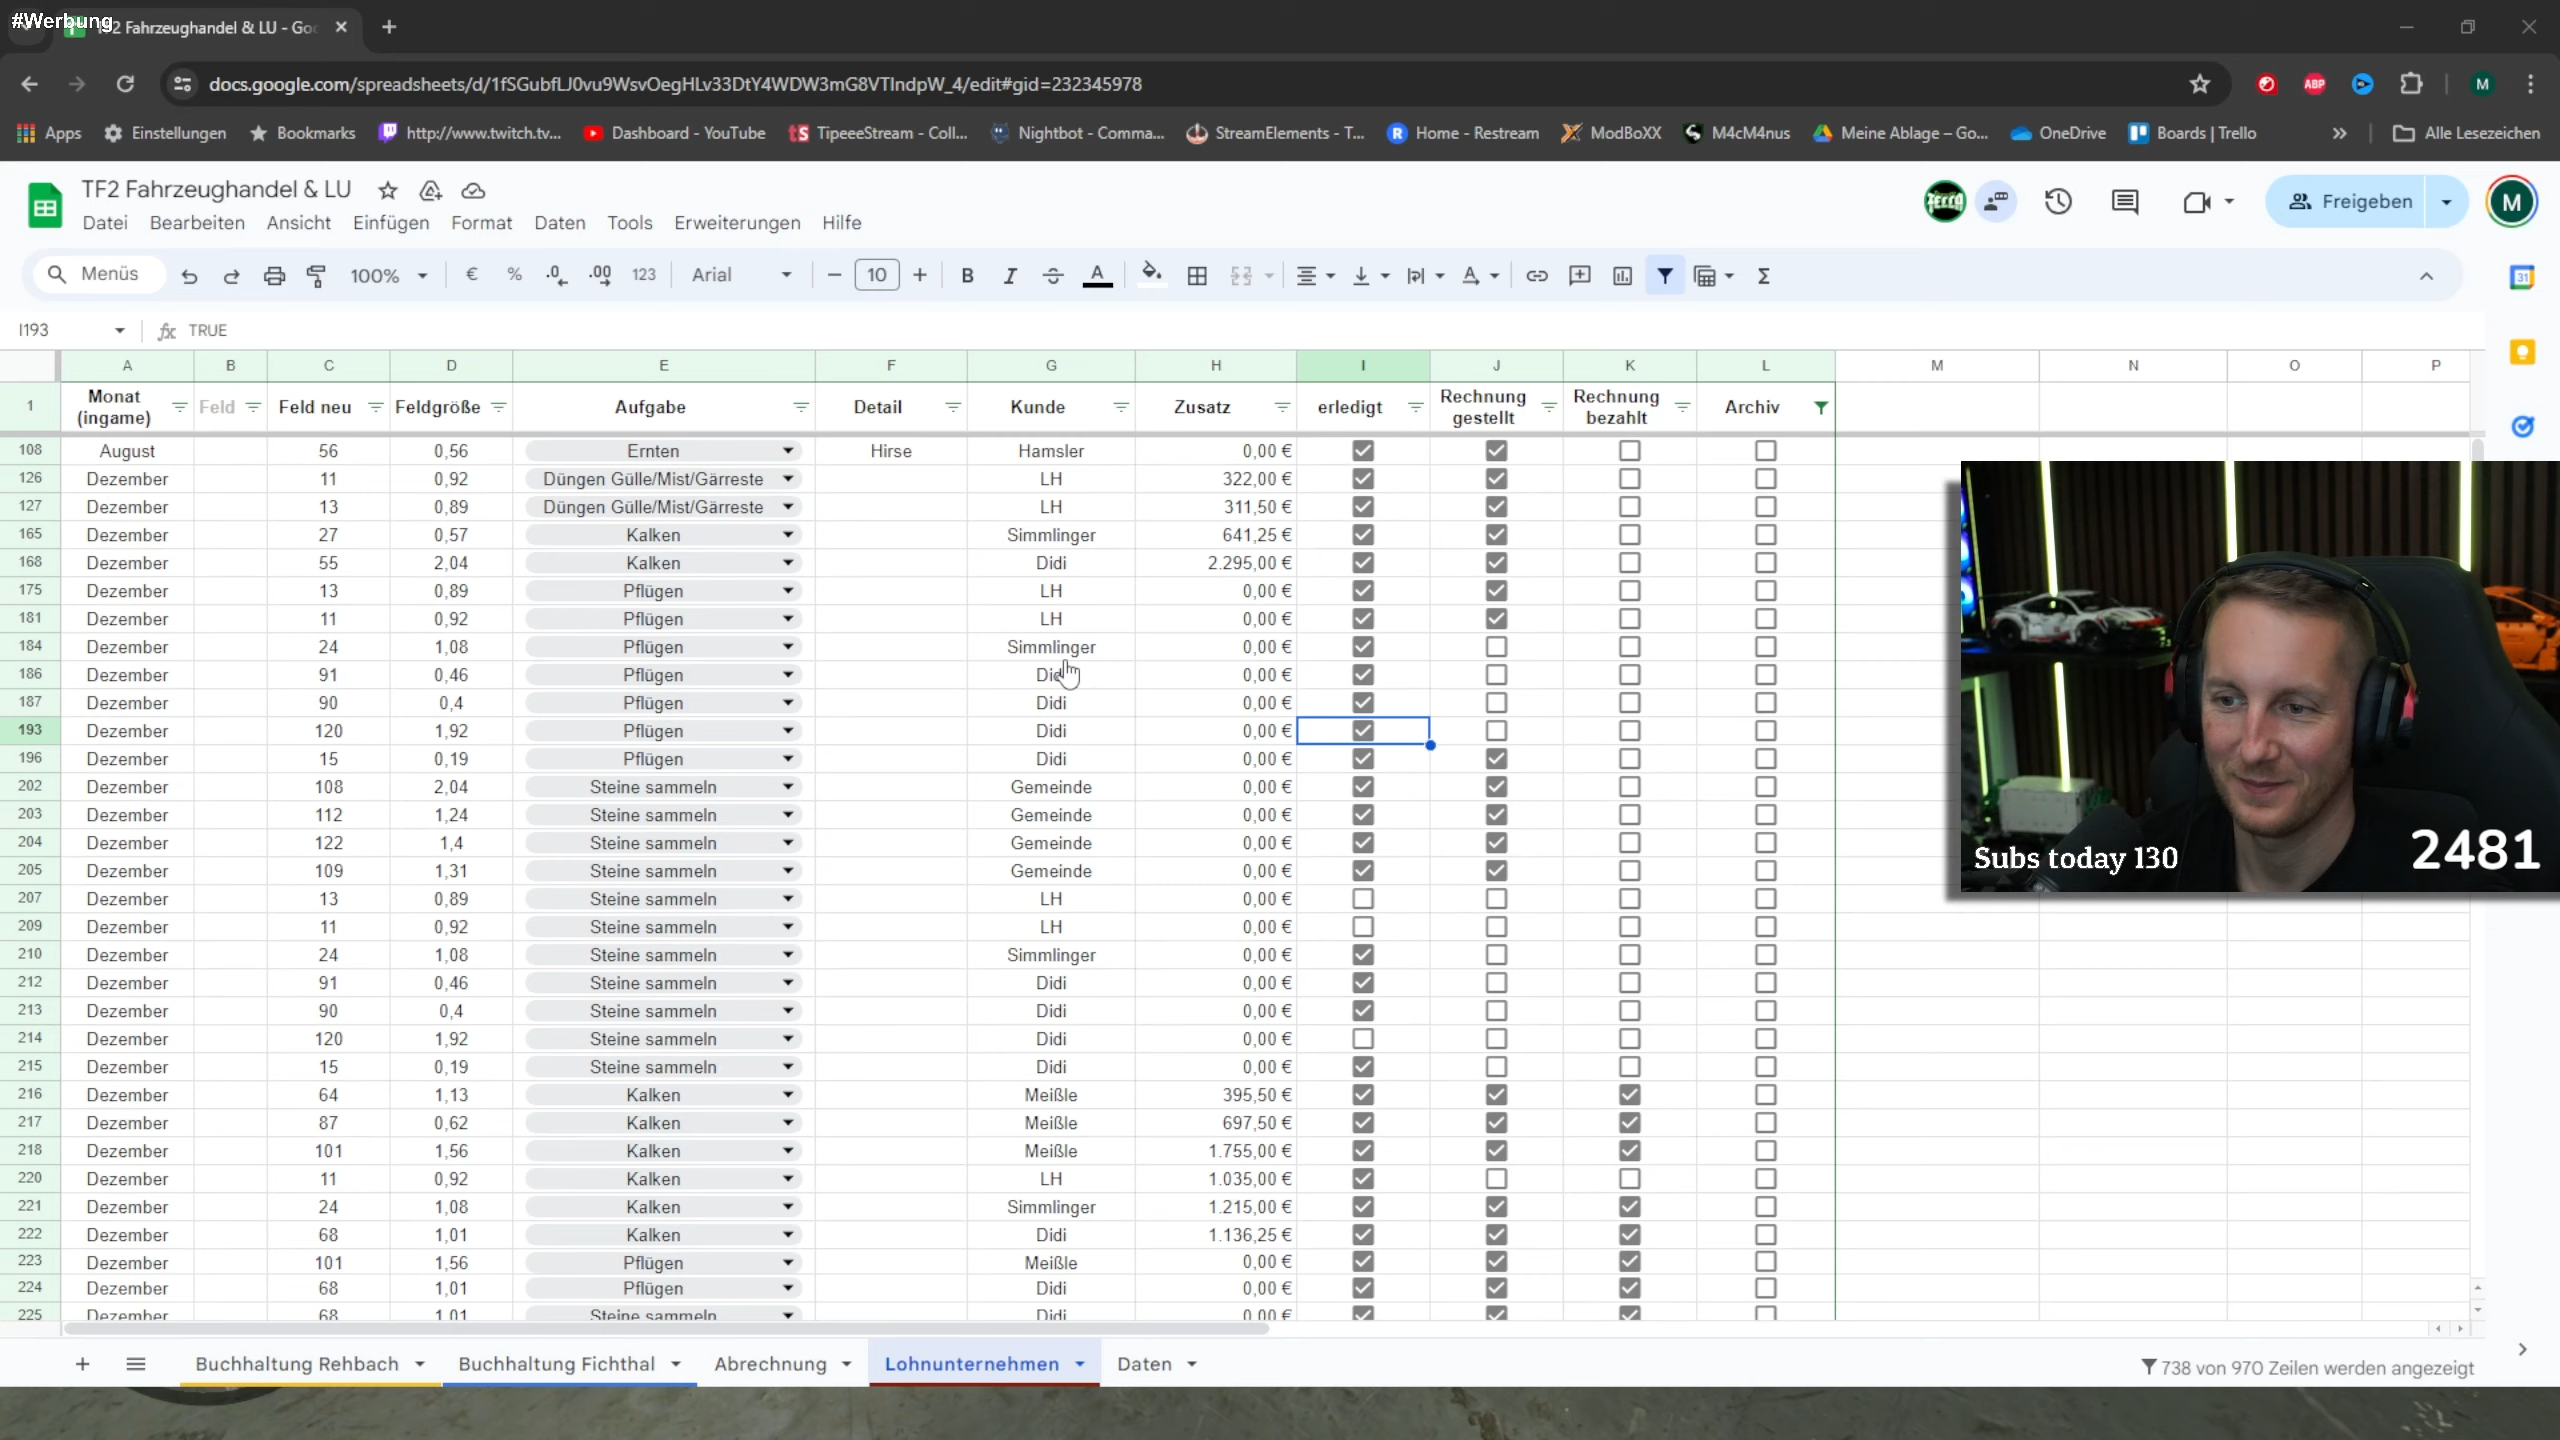 #Werbung
TF2 Fahrzeughandel & LU - Goo
docs.google.com/spreadsheets/d/1fSGubfLJ0vu9WsvOegHLv33DtY4WDW3mG8VTIndpW_4/edit#gid=232345978
ABP
M
Apps Einstellungen Bookmarks http://www.twitch.tv... Dashboard - YouTube TipeeeStream - Coll... Nightbot - Comma... StreamElements - T... Home - Restream ModBoXX M4cM4nus Meine Ablage – Go... OneDrive Boards | Trello » Alle Lesezeichen
TF2 Fahrzeughandel & LU
Freigeben
M
Datei Bearbeiten Ansicht Einfügen Format Daten Tools Erweiterungen Hilfe
Menüs 100% € % .0 .00 123 Arial 10 B I A Σ
31
I193 fx TRUE
A B C D E F G H I J K L M N O P
1 Monat (ingame) Feld Feld neu Feldgröße Aufgabe Detail Kunde Zusatz erledigt Rechnung gestellt Rechnung bezahlt Archiv
108 August 56 0,56 Ernten Hirse Hamsler 0,00 €
126 Dezember 11 0,92 Düngen Gülle/Mist/Gärreste LH 322,00 €
127 Dezember 13 0,89 Düngen Gülle/Mist/Gärreste LH 311,50 €
165 Dezember 27 0,57 Kalken Simmlinger 641,25 €
168 Dezember 55 2,04 Kalken Didi 2.295,00 €
175 Dezember 13 0,89 Pflügen LH 0,00 €
181 Dezember 11 0,92 Pflügen LH 0,00 €
184 Dezember 24 1,08 Pflügen Simmlinger 0,00 €
186 Dezember 91 0,46 Pflügen Didi 0,00 €
187 Dezember 90 0,4 Pflügen Didi 0,00 €
193 Dezember 120 1,92 Pflügen Didi 0,00 €
196 Dezember 15 0,19 Pflügen Didi 0,00 €
202 Dezember 108 2,04 Steine sammeln Gemeinde 0,00 €
203 Dezember 112 1,24 Steine sammeln Gemeinde 0,00 €
204 Dezember 122 1,4 Steine sammeln Gemeinde 0,00 €
205 Dezember 109 1,31 Steine sammeln Gemeinde 0,00 €
207 Dezember 13 0,89 Steine sammeln LH 0,00 €
209 Dezember 11 0,92 Steine sammeln LH 0,00 €
210 Dezember 24 1,08 Steine sammeln Simmlinger 0,00 €
212 Dezember 91 0,46 Steine sammeln Didi 0,00 €
213 Dezember 90 0,4 Steine sammeln Didi 0,00 €
214 Dezember 120 1,92 Steine sammeln Didi 0,00 €
215 Dezember 15 0,19 Steine sammeln Didi 0,00 €
216 Dezember 64 1,13 Kalken Meißle 395,50 €
217 Dezember 87 0,62 Kalken Meißle 697,50 €
218 Dezember 101 1,56 Kalken Meißle 1.755,00 €
220 Dezember 11 0,92 Kalken LH 1.035,00 €
221 Dezember 24 1,08 Kalken Simmlinger 1.215,00 €
222 Dezember 68 1,01 Kalken Didi 1.136,25 €
223 Dezember 101 1,56 Pflügen Meißle 0,00 €
224 Dezember 68 1,01 Pflügen Didi 0,00 €
225 Dezember 68 1,01 Steine sammeln Didi 0,00 €
Subs today 130
2481
Buchhaltung Rehbach Buchhaltung Fichthal Abrechnung Lohnunternehmen Daten
738 von 970 Zeilen werden angezeigt